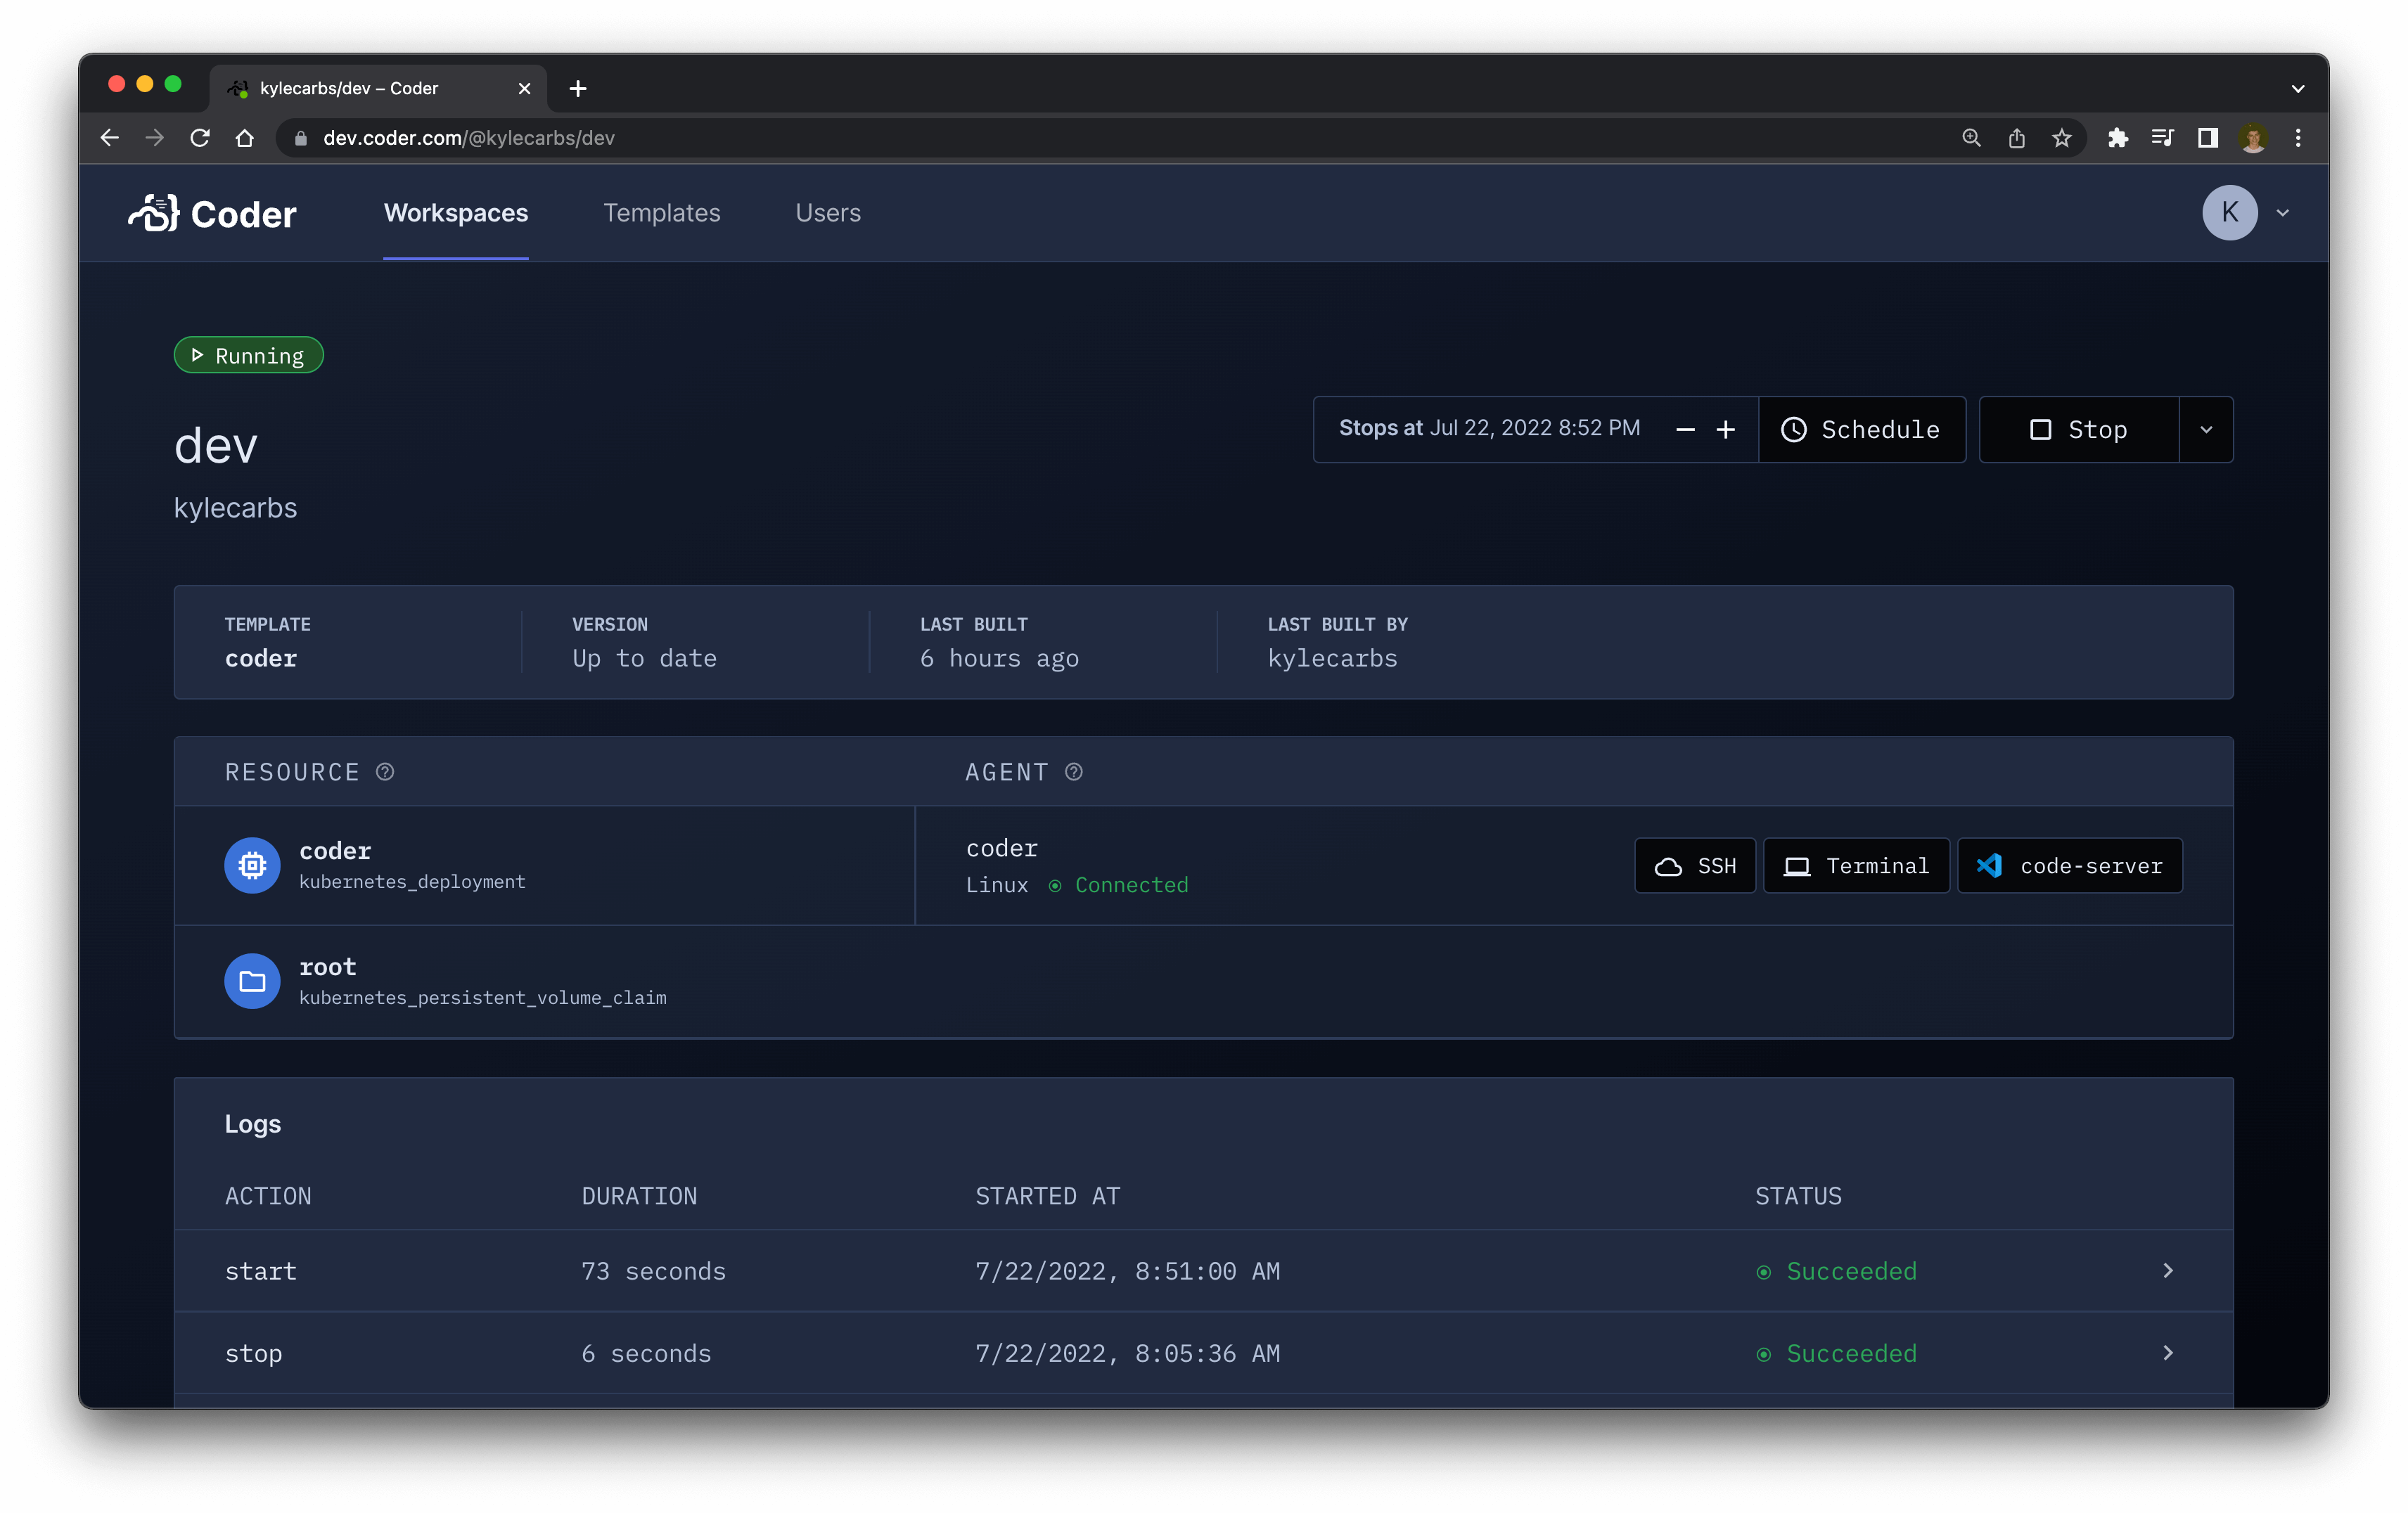 kylecarbs/dev – Coder
dev.coder.com/@kylecarbs/dev
Coder Workspaces Templates Users K
Running
dev
kylecarbs
Stops at Jul 22, 2022 8:52 PM Schedule Stop
TEMPLATE VERSION LAST BUILT LAST BUILT BY
coder Up to date 6 hours ago kylecarbs
RESOURCE AGENT
coder
kubernetes_deployment
coder
Linux Connected
SSH Terminal code-server
root
kubernetes_persistent_volume_claim
Logs
ACTION DURATION STARTED AT STATUS
start 73 seconds 7/22/2022, 8:51:00 AM Succeeded
stop 6 seconds 7/22/2022, 8:05:36 AM Succeeded